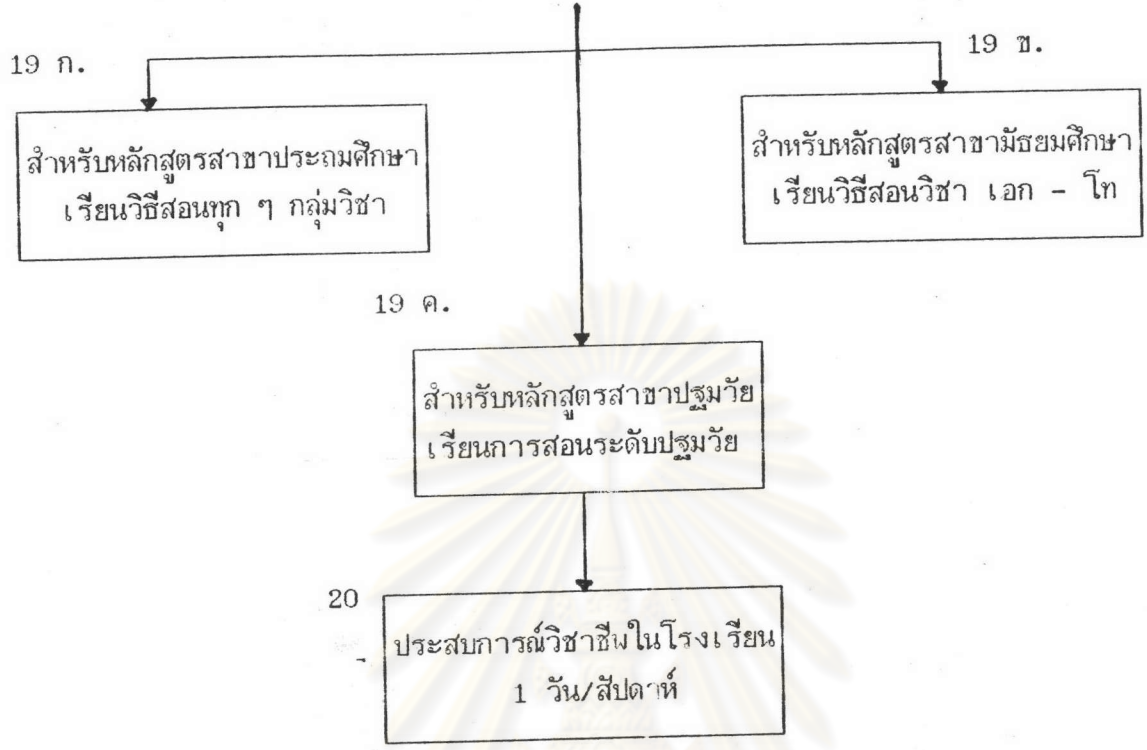 19 ก.
สำหรับหลักสูตรสาขาประถมศึกษา
เรียนวิธีสอนทุก ๆ กลุ่มวิชา
19 ข.
สำหรับหลักสูตรสาขามัธยมศึกษา
เรียนวิธีสอนวิชา เอก - โท
19 ค.
สำหรับหลักสูตรสาขาปฐมวัย
เรียนการสอนระดับปฐมวัย
20
ประสบการณ์วิชาชีพในโรงเรียน
1 วัน/สัปดาห์